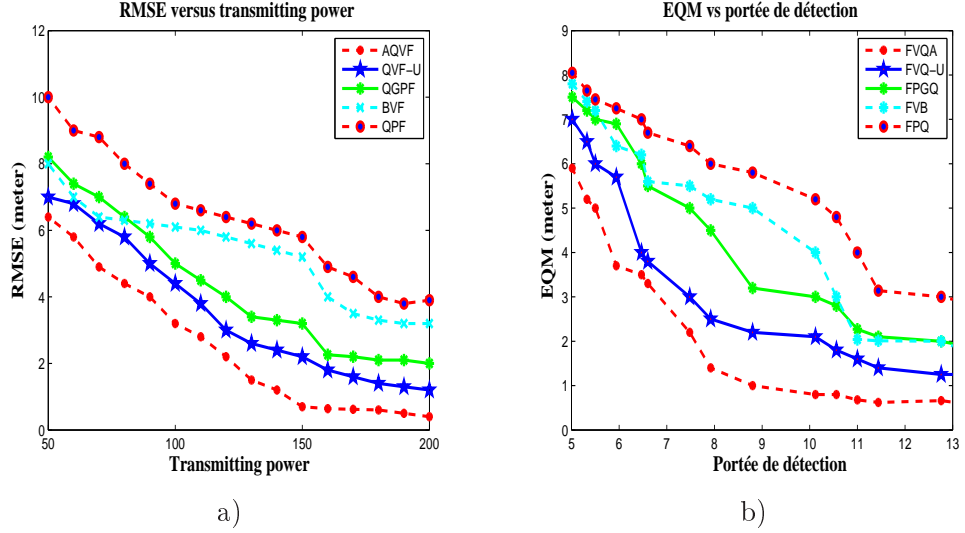 RMSE versus transmitting power
12
10
8
6
4
2
0
50
100
150
200
RMSE (meter)
Transmitting power
AQVF
QVF−U
QGPF
BVF
QPF
a)
EQM vs portée de détection
9
8
7
6
5
4
3
2
1
0
5
6
7
8
9
10
11
12
13
EQM (meter)
Portée de détection
FVQA
FVQ−U
FPGQ
FVB
FPQ
b)